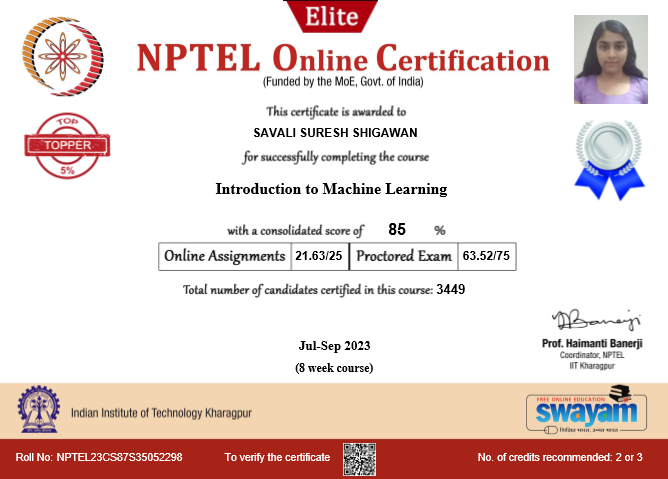 Elite
NPTEL Online Certification
(Funded by the MoE, Govt. of India)
This certificate is awarded to
SAVALI SURESH SHIGAWAN
for successfully completing the course
Introduction to Machine Learning
with a consolidated score of 85 %
Online Assignments 21.63/25 Proctored Exam 63.52/75
Total number of candidates certified in this course: 3449
TOP
TOPPER
5%
Jul-Sep 2023
(8 week course)
Prof. Haimanti Banerji
Coordinator, NPTEL
IIT Kharagpur
Indian Institute of Technology Kharagpur
FREE ONLINE EDUCATION
swayam
शिक्षित भारत, उन्नत भारत
Roll No: NPTEL23CS87S35052298 To verify the certificate No. of credits recommended: 2 or 3